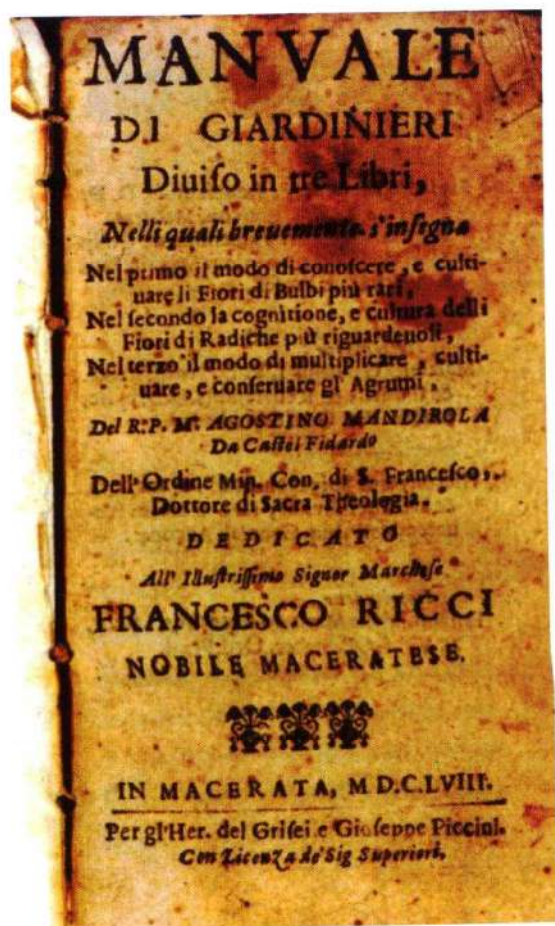 MANVALE
DI GIARDINIERI
Diuiſo in tre Libri,
Nelli quali breuemente s'inſegna
Nel primo il modo di conoſcere, e culti-
uare li Fiori di Bulbi più rari,
Nel ſecondo la cognitione, e cultura delli
Fiori di Radiche più riguardeuoli,
Nel terzo il modo di multiplicare, culti-
uare, e conſeruare gl'Agrumi.
Del R.P. M. AGOSTINO MANDIROLA
Da Caſtel Fidardo
Dell'Ordine Min. Con. di S. Franceſco,
Dottore di Sacra Theologia.
DEDICATO
All' Illuſtriſſimo Signor Marcheſe
FRANCESCO RICCI
NOBILE MACERATESE.
IN MACERATA, M D.C.LVIII.
Per gl'Her. del Griſei e Gioſeppe Piccini.
Con Licenza de' Sig Superiori.